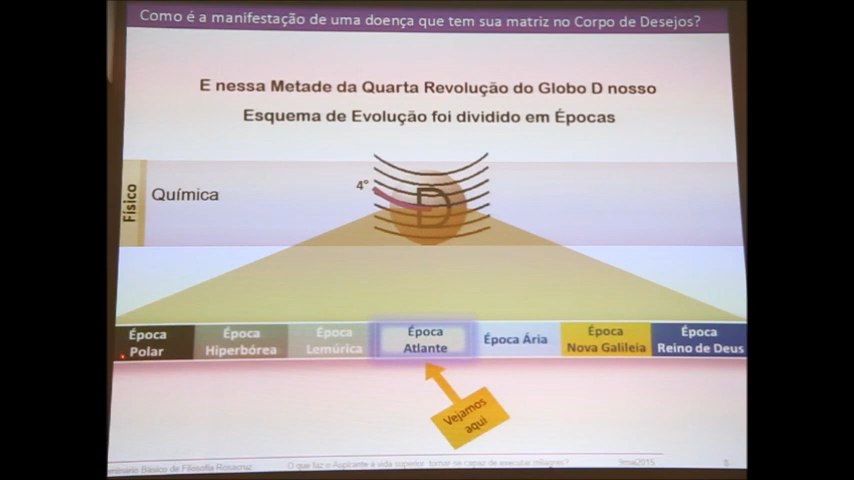 Como é a manifestação de uma doença que tem sua matriz no Corpo de Desejos?
E nessa Metade da Quarta Revolução do Globo D nosso
Esquema de Evolução foi dividido em Épocas
Físico
Química
4º
D
Época Polar
Época Hiperbórea
Época Lemúrica
Época Atlante
Época Ária
Época Nova Galileia
Época Reino de Deus
Vejamos
aqui
Seminário Básico de Filosofia Rosacruz
O que faz o Aspirante à vida superior, tornar-se capaz de executar milagres?
9mai2015